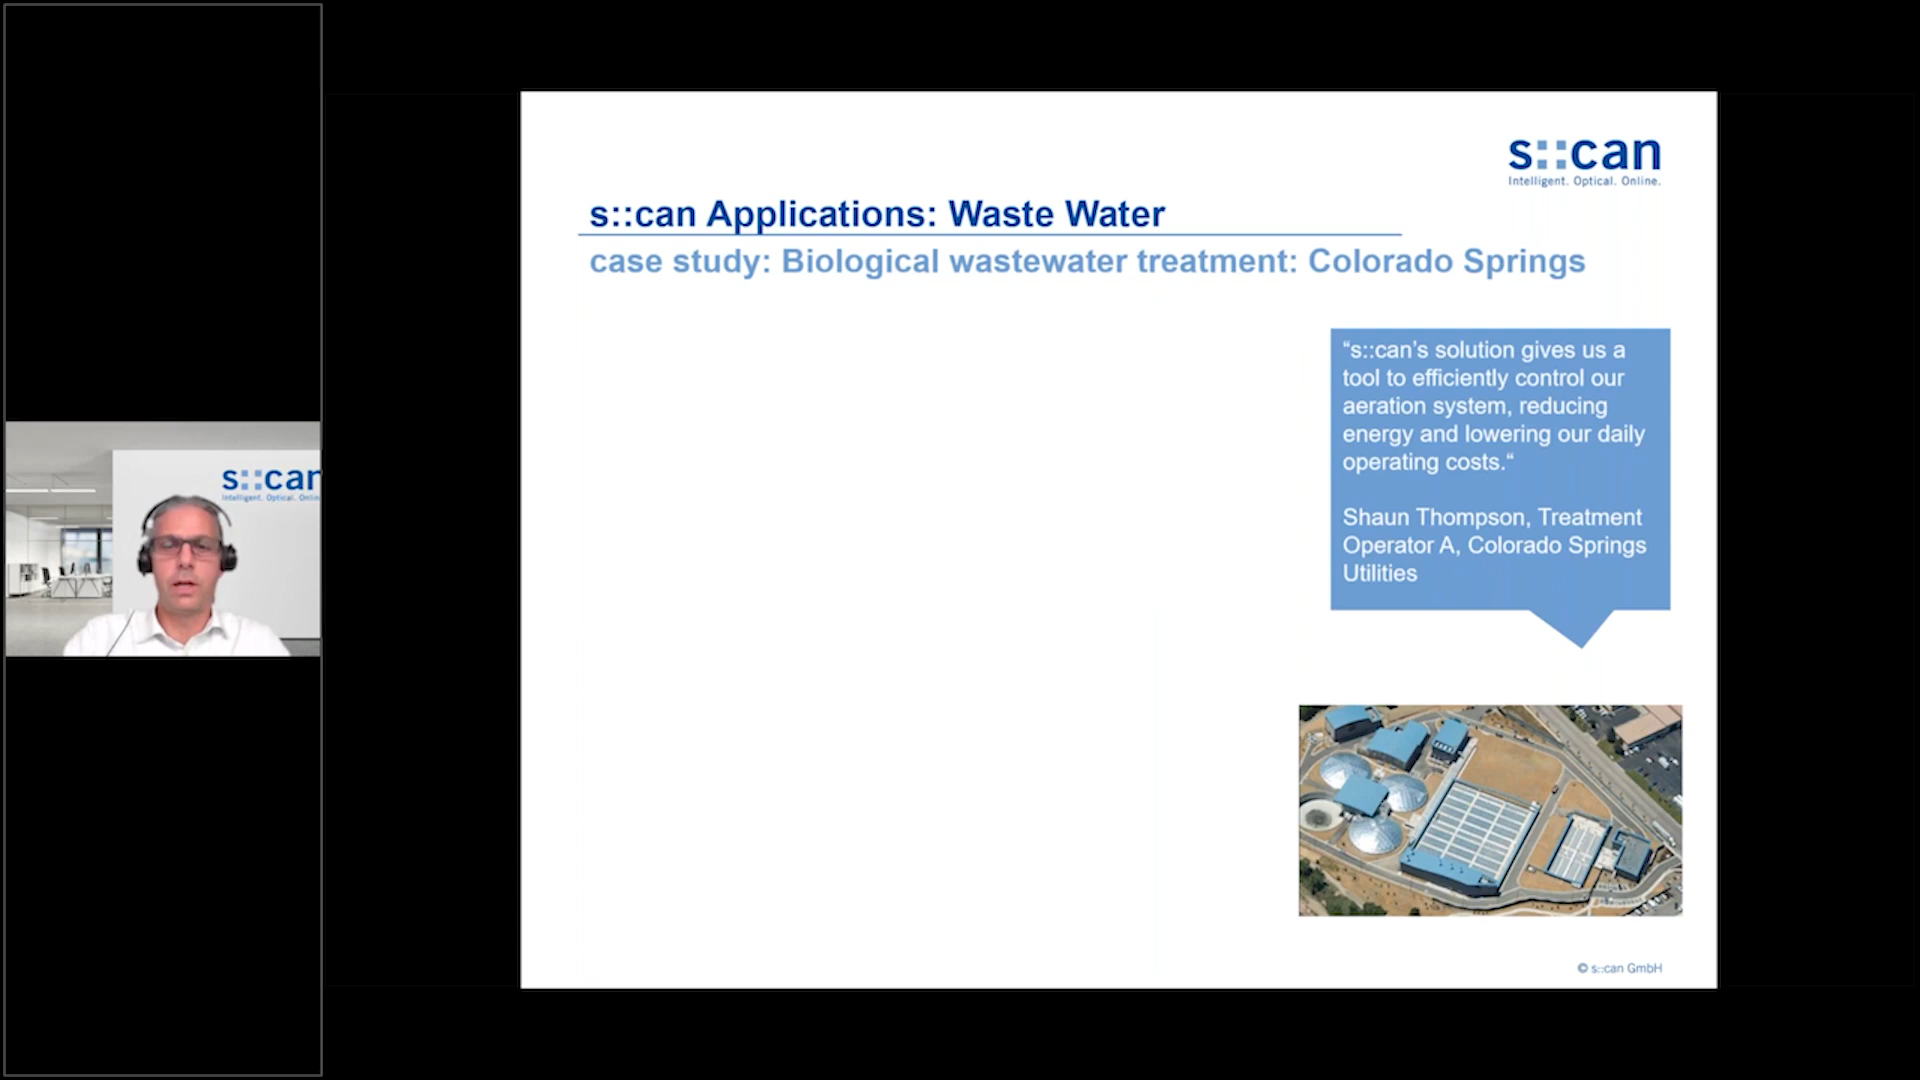 s::can
Intelligent. Optical. Online.
s::can Applications: Waste Water
case study: Biological wastewater treatment: Colorado Springs
“s::can’s solution gives us a
tool to efficiently control our
aeration system, reducing
energy and lowering our daily
operating costs.“
Shaun Thompson, Treatment
Operator A, Colorado Springs
Utilities
© s::can GmbH
s::can
Intelligent. Optical. Onlin